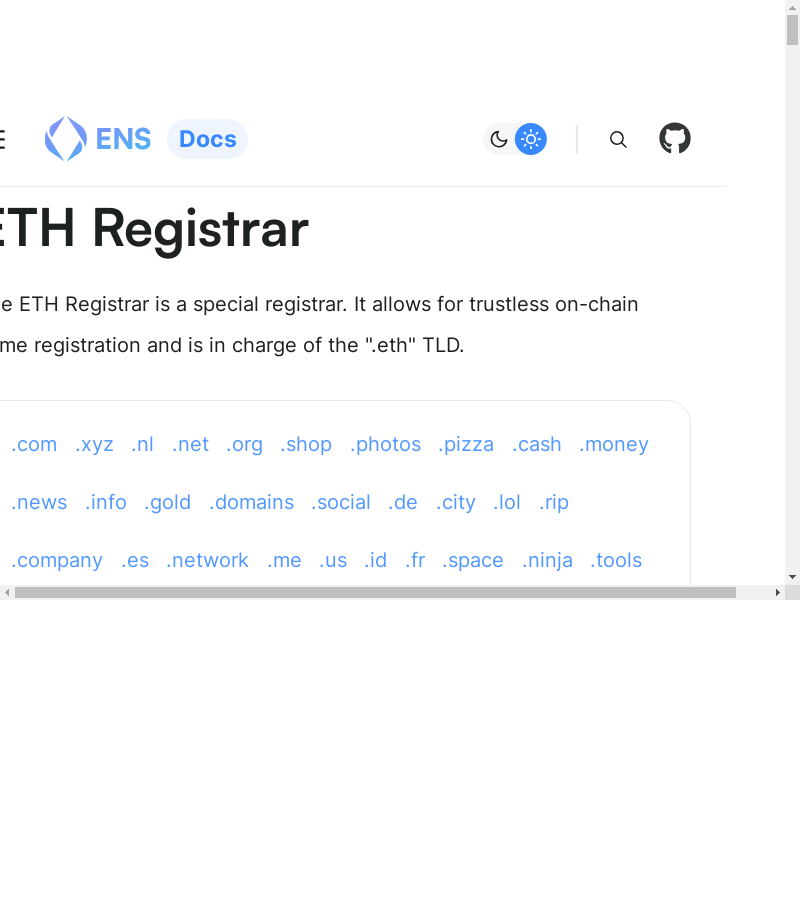 ENS Docs
ETH Registrar
e ETH Registrar is a special registrar. It allows for trustless on-chain
me registration and is in charge of the ".eth" TLD.
.com .xyz .nl .net .org .shop .photos .pizza .cash .money
.news .info .gold .domains .social .de .city .lol .rip
.company .es .network .me .us .id .fr .space .ninja .tools